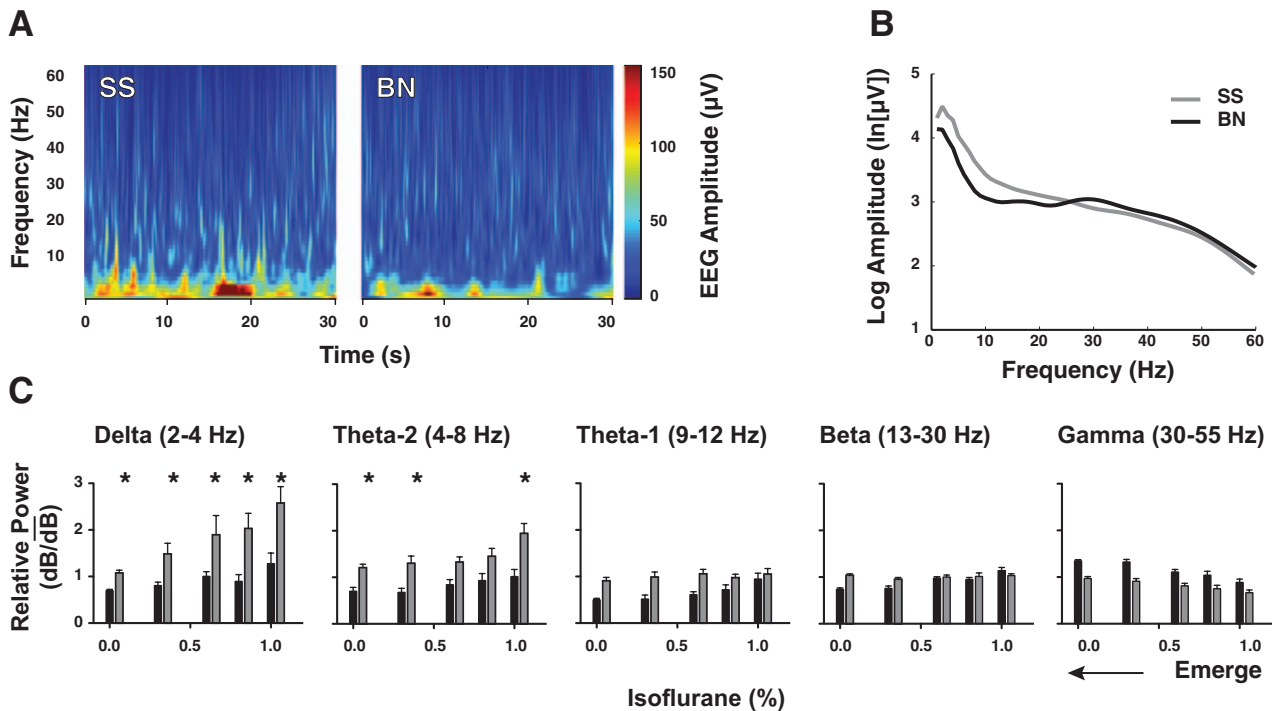 A
B
Frequency (Hz)
60
50
40
30
20
10
SS
BN
150
100
50
0
EEG Amplitude (µV)
0
10
20
30
0
10
20
30
Time (s)
Log Amplitude (ln[µV])
5
4
3
2
1
SS
BN
0
10
20
30
40
50
60
Frequency (Hz)
C
Delta (2-4 Hz)
Theta-2 (4-8 Hz)
Theta-1 (9-12 Hz)
Beta (13-30 Hz)
Gamma (30-55 Hz)
Relative Power
(dB/dB)
3
2
1
0
* * * * *
* * *
0.0 0.5 1.0
0.0 0.5 1.0
0.0 0.5 1.0
0.0 0.5 1.0
0.0 0.5 1.0
Emerge
Isoflurane (%)